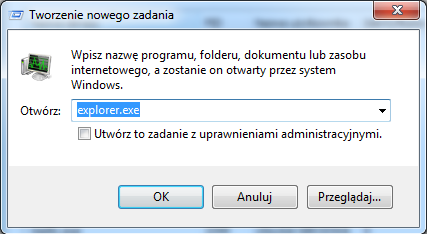 Tworzenie nowego zadania
Wpisz nazwę programu, folderu, dokumentu lub zasobu
internetowego, a zostanie on otwarty przez system
Windows.
Otwórz: explorer.exe
Utwórz to zadanie z uprawnieniami administracyjnymi.
OK Anuluj Przeglądaj...